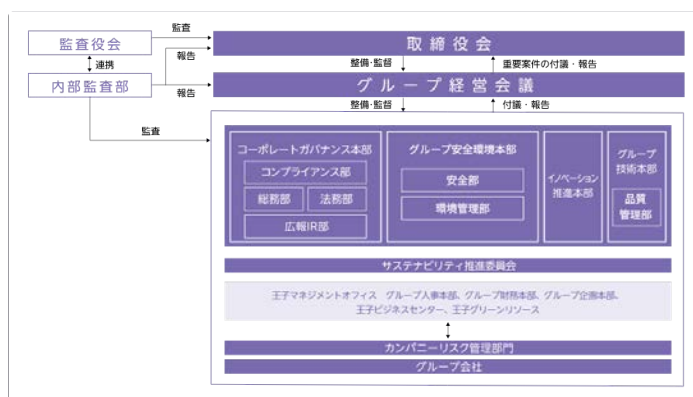 監査役会
監査
取締役会
連携
報告
整備・監督
重要案件の付議・報告
内部監査部
報告
グループ経営会議
整備・監督
付議・報告
監査
コーポレートガバナンス本部
コンプライアンス部
総務部
法務部
広報IR部
グループ安全環境本部
安全部
環境管理部
イノベーション
推進本部
グループ
技術本部
品質
管理部
サステナビリティ推進委員会
王子マネジメントオフィス グループ人事本部、グループ財務本部、グループ企画本部、
王子ビジネスセンター、王子グリーンリソース
カンパニーリスク管理部門
グループ会社